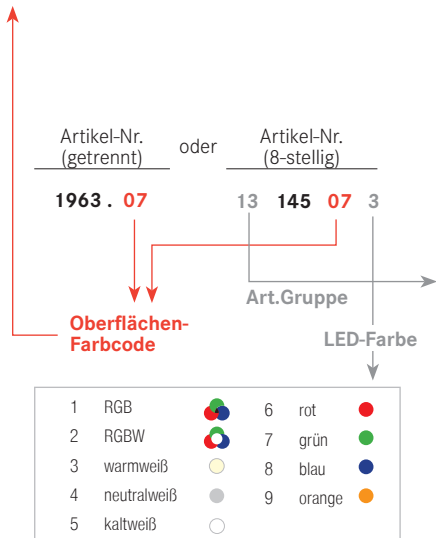 Artikel-Nr.
(getrennt)
oder
Artikel-Nr.
(8-stellig)
1963 . 07
13 145 07 3
Art.Gruppe
Oberflächen-
Farbcode
LED-Farbe
1 RGB
2 RGBW
3 warmweiß
4 neutralweiß
5 kaltweiß
6 rot
7 grün
8 blau
9 orange